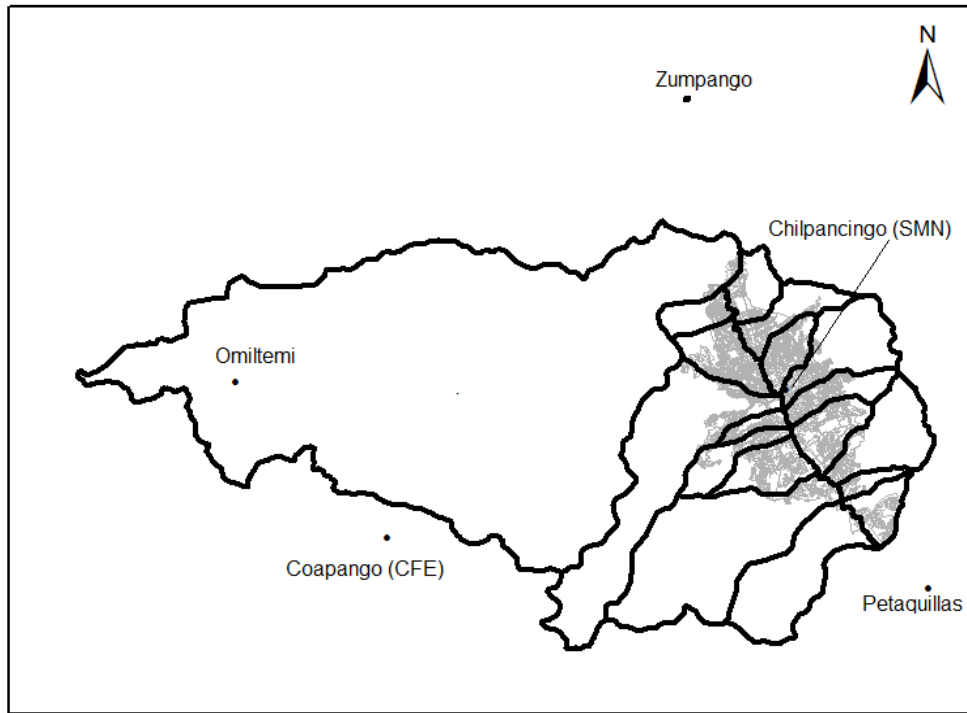 N
Zumpango
Chilpancingo (SMN)
Omiltemi
Coapango (CFE)
Petaquillas